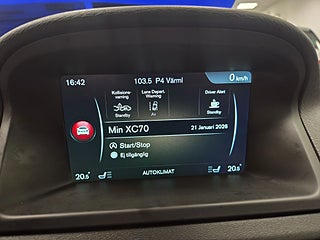 16:42 103.5 P4 Värml 0 km/h
Kollisions-
varning
Standby
Lane Depart.
Warning
Av
Driver Alert
Standby
Min XC70 21 Januari 2026
Start/Stop
Ej tillgänglig
20.5° AUTOKLIMAT 20.5°